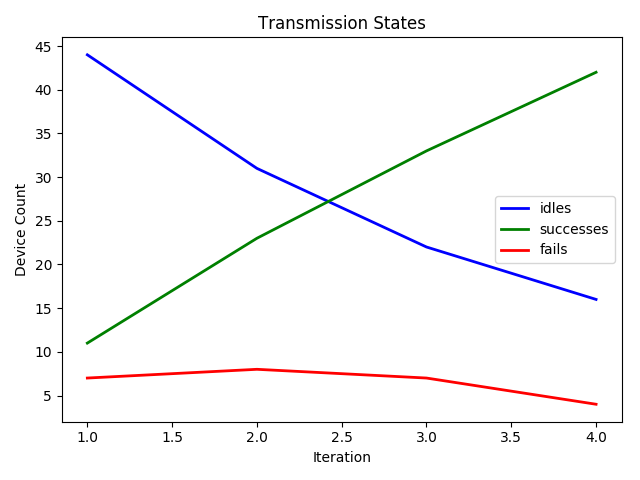 Transmission States
45
40
35
30
25
20
15
10
5
Device Count
idles
successes
fails
1.0 1.5 2.0 2.5 3.0 3.5 4.0
Iteration